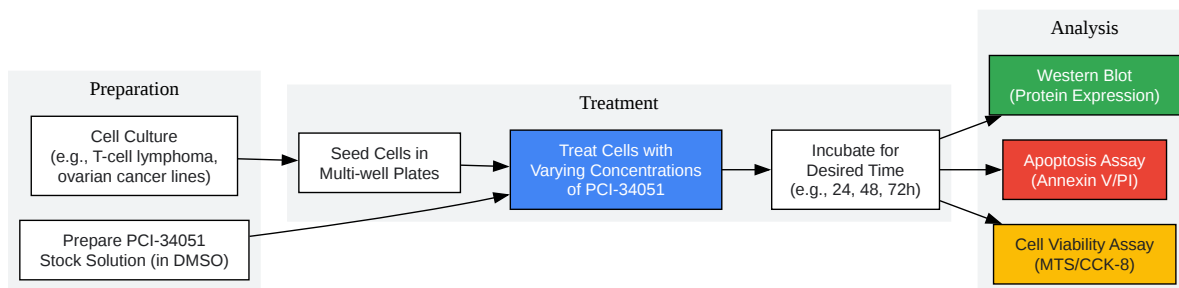 Preparation
Cell Culture
(e.g., T-cell lymphoma,
ovarian cancer lines)
Prepare PCI-34051
Stock Solution (in DMSO)
Treatment
Seed Cells in
Multi-well Plates
Treat Cells with
Varying Concentrations
of PCI-34051
Incubate for
Desired Time
(e.g., 24, 48, 72h)
Analysis
Western Blot
(Protein Expression)
Apoptosis Assay
(Annexin V/PI)
Cell Viability Assay
(MTS/CCK-8)